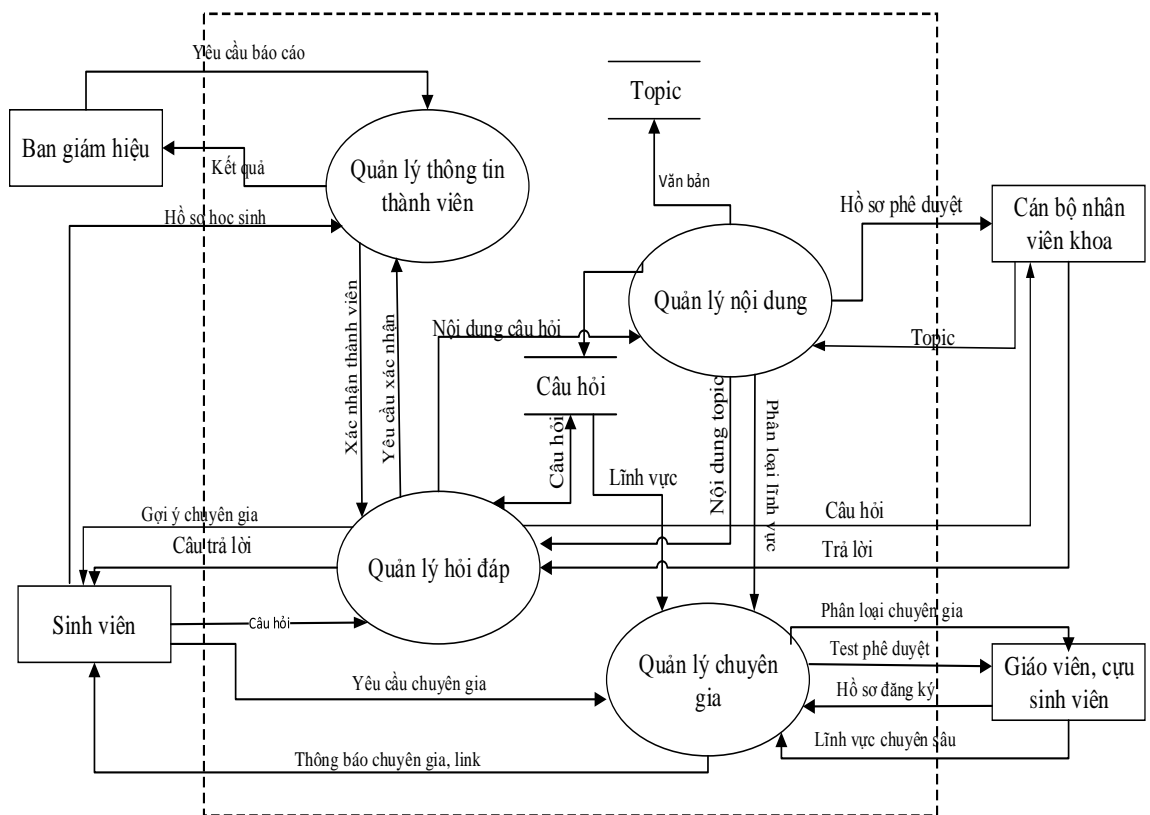 Yêu cầu báo cáo
Topic
Ban giám hiệu
Kết quả
Quản lý thông tin
thành viên
Văn bản
Hồ sơ phê duyệt
Cán bộ nhân
viên khoa
Hồ sơ học sinh
Quản lý nội dung
Xác nhận thành viên
Yêu cầu xác nhận
Nội dung câu hỏi
Topic
Câu hỏi
Câu hỏi
Lĩnh vực
Nội dung topic
Phân loại lĩnh vực
Gợi ý chuyên gia
Câu hỏi
Câu trả lời
Quản lý hỏi đáp
Trả lời
Sinh viên
Câu hỏi
Phân loại chuyên gia
Quản lý chuyên
gia
Test phê duyệt
Giáo viên, cựu
sinh viên
Yêu cầu chuyên gia
Hồ sơ đăng ký
Lĩnh vực chuyên sâu
Thông báo chuyên gia, link